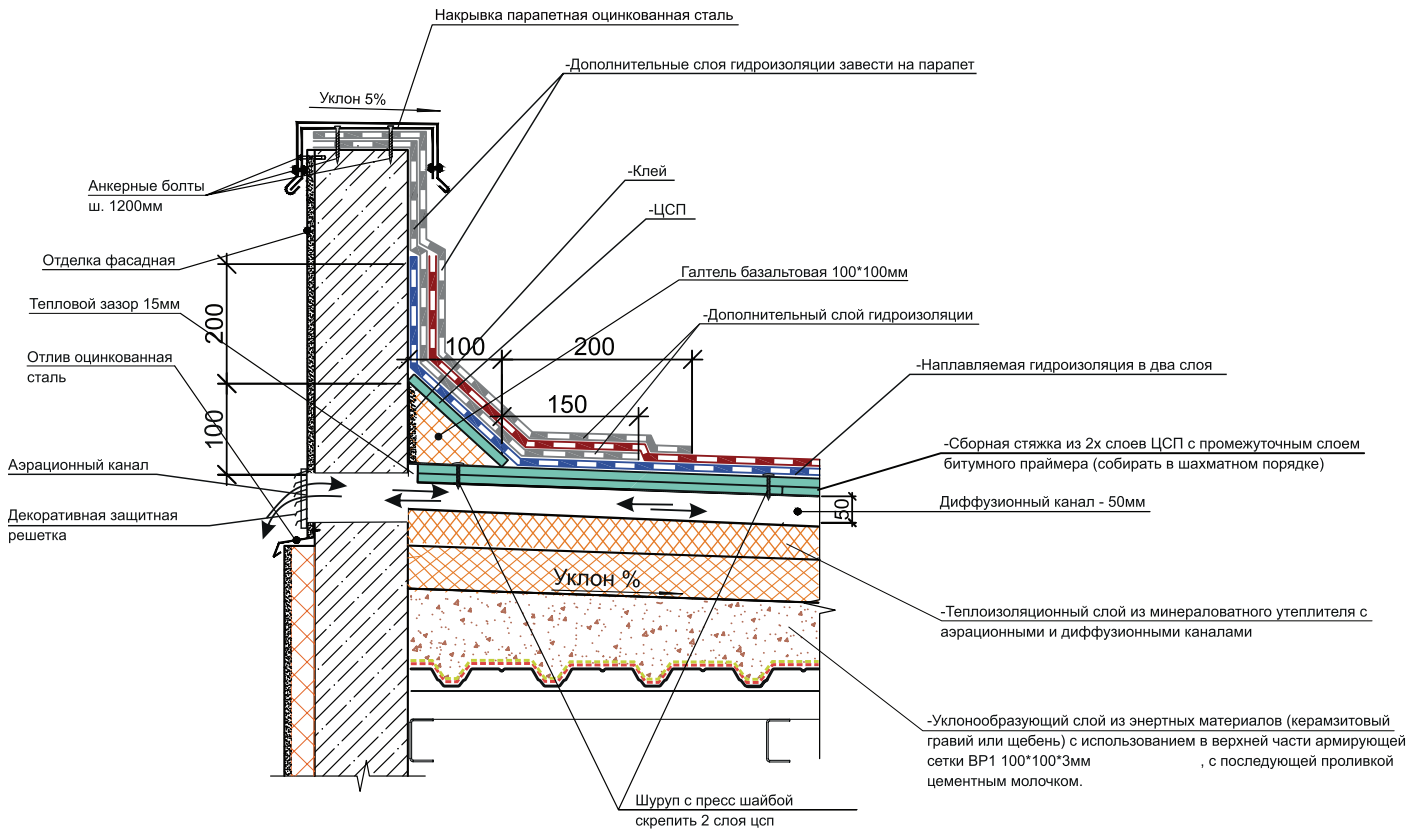 Накрывка парапетная оцинкованная сталь
-Дополнительные слоя гидроизоляции завести на парапет
Уклон 5%
-Клей
Анкерные болты
ш. 1200мм
-ЦСП
Отделка фасадная
Галтель базальтовая 100*100мм
Тепловой зазор 15мм
-Дополнительный слой гидроизоляции
200
100
200
Отлив оцинкованная
сталь
-Наплавляемая гидроизоляция в два слоя
150
100
-Сборная стяжка из 2х слоев ЦСП с промежуточным слоем
битумного праймера (собирать в шахматном порядке)
Аэрационный канал
Диффузионный канал - 50мм
50
Декоративная защитная
решетка
Уклон %
-Теплоизоляционный слой из минераловатного утеплителя с
аэрационными и диффузионными каналами
-Уклонообразующий слой из энертных материалов (керамзитовый
гравий или щебень) с использованием в верхней части армирующей
сетки ВР1 100*100*3мм , с последующей проливкой
цементным молочком.
Шуруп с пресс шайбой
скрепить 2 слоя цсп